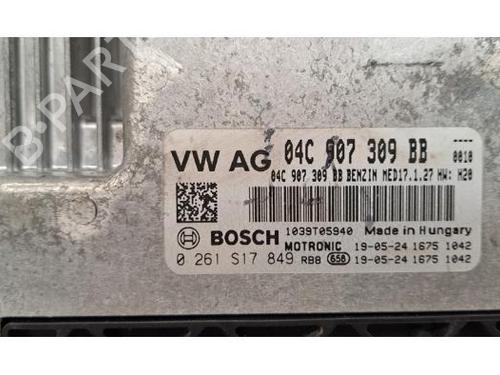 B-PARTS
VW AG 04C 907 309 BB 0010
04C 907 309 BB BENZIN MED17.1.27 HW: H20
BOSCH 1039T05940 Made in Hungary
MOTRONIC 19-05-24 1675 1042
0 261 S17 849 RBB 658 19-05-24 1675 1042